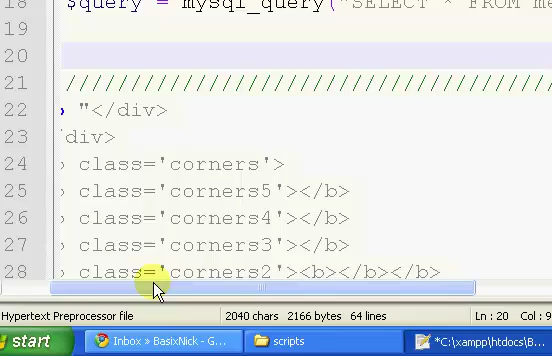 18 $query = mysql_query("SELECT * FROM me
19
20
21 ////////////////////////////////////////
22 "</div>
23 div>
24 class='corners'>
25 class='corners5'></b>
26 class='corners4'></b>
27 class='corners3'></b>
28 class='corners2'><b></b></b>
Hypertext Preprocessor file 2040 chars 2166 bytes 64 lines Ln : 20 Col : 9
start Inbox » BasixNick - G... scripts *C:\xampp\htdocs\B...